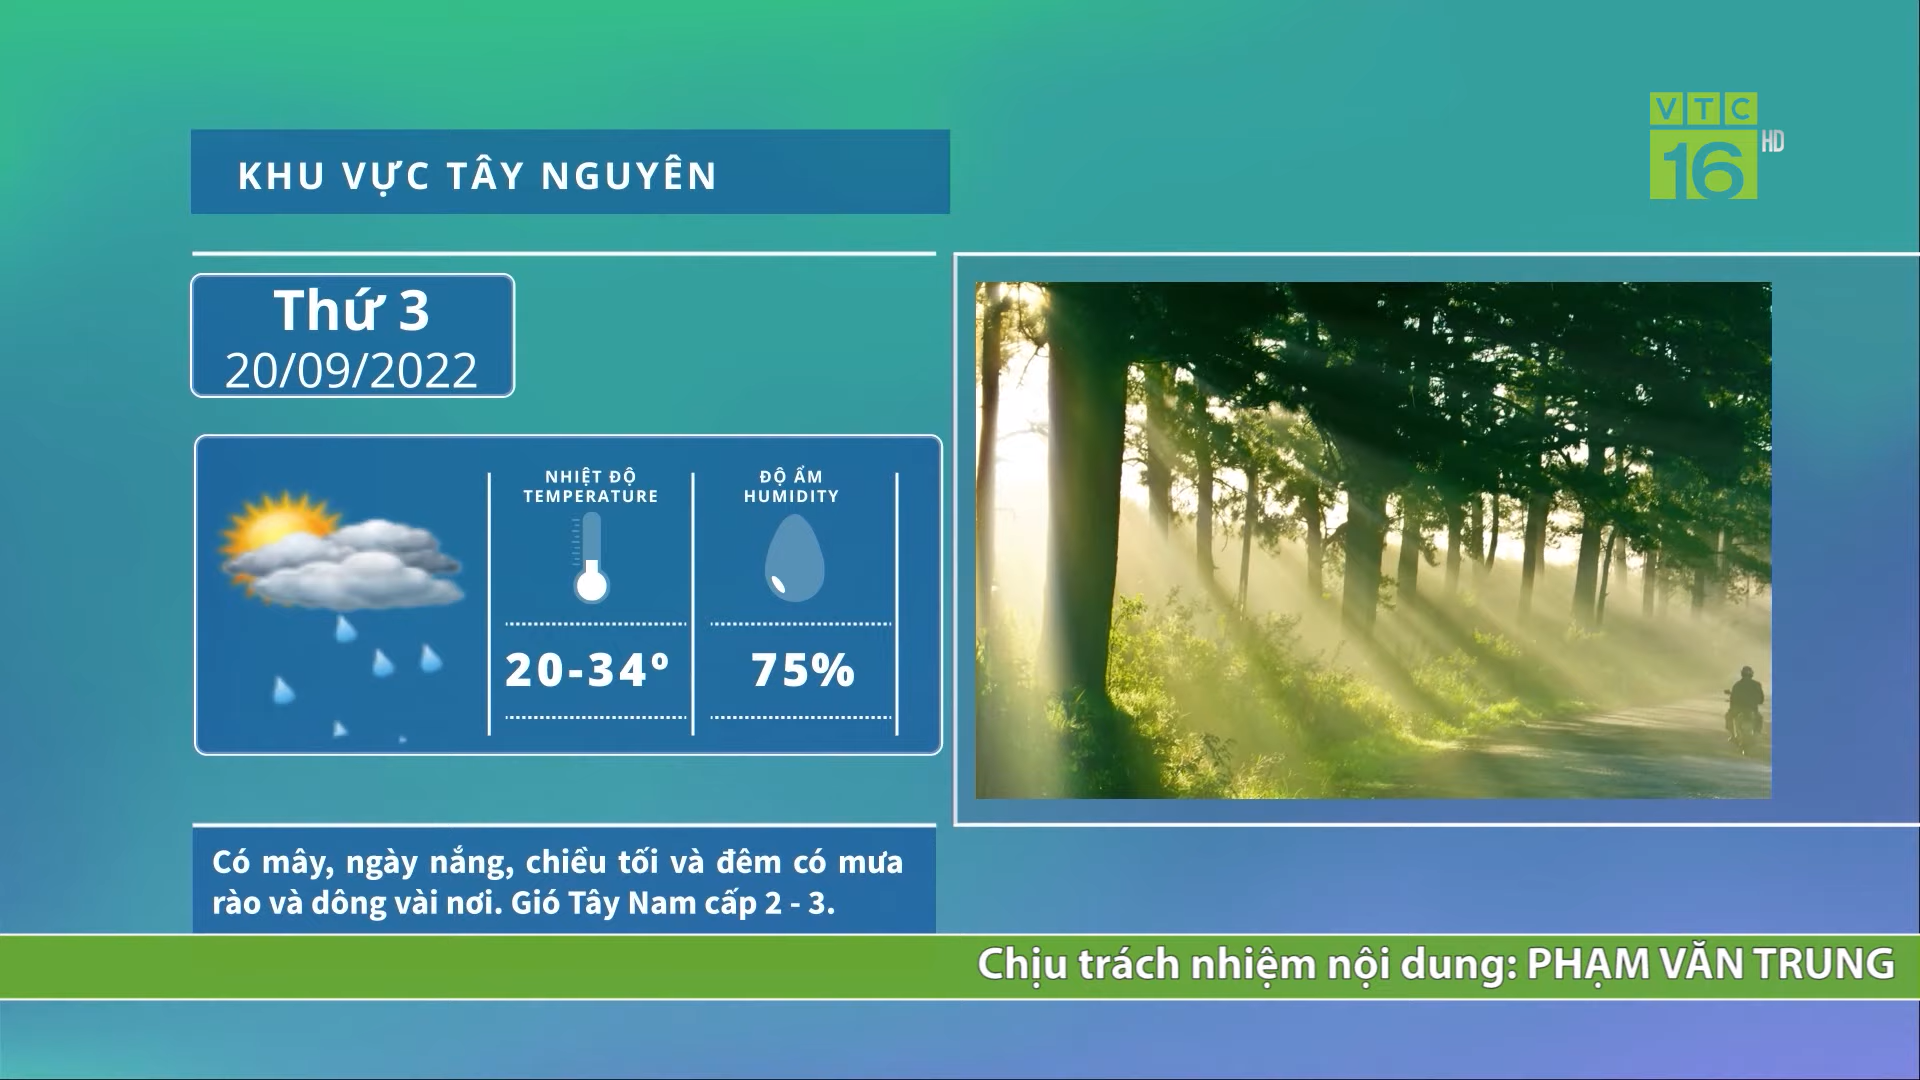 VTC
16 HD
KHU VỰC TÂY NGUYÊN
Thứ 3
20/09/2022
NHIỆT ĐỘ
TEMPERATURE
20-34º
ĐỘ ẨM
HUMIDITY
75%
Có mây, ngày nắng, chiều tối và đêm có mưa
rào và dông vài nơi. Gió Tây Nam cấp 2 - 3.
Chịu trách nhiệm nội dung: PHẠM VĂN TRUNG